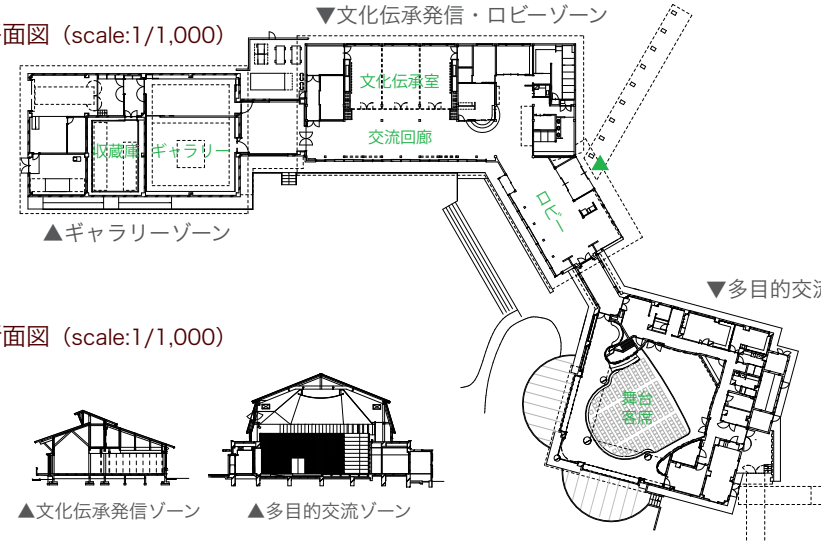 ▼文化伝承発信・ロビーゾーン
面図（scale:1/1,000）
文化伝承室
交流回廊
収蔵庫
ギャラリー
ロビー
▲ギャラリーゾーン
▼多目的交流
面図（scale:1/1,000）
舞台
客席
▲文化伝承発信ゾーン
▲多目的交流ゾーン